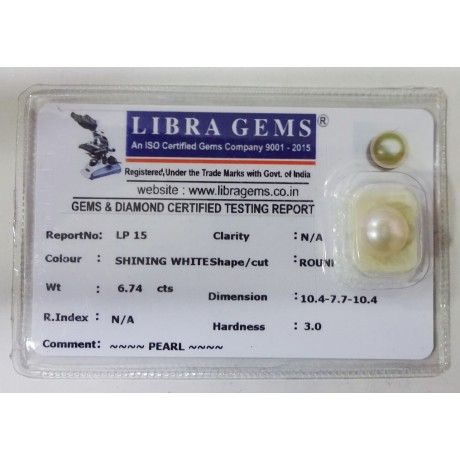 LIBRA GEMS ®
An ISO Certified Gems Company 9001 - 2015
Registered,Under the Trade Marks with Govt. of India
website : www.libragems.co.in
GEMS & DIAMOND CERTIFIED TESTING REPORT
ReportNo: LP 15 Clarity : N/A
Colour : SHINING WHITE Shape/cut : ROUN
Wt : 6.74 cts Dimension : 10.4-7.7-10.4
R.Index : N/A Hardness : 3.0
Comment: ~~~~ PEARL ~~~~